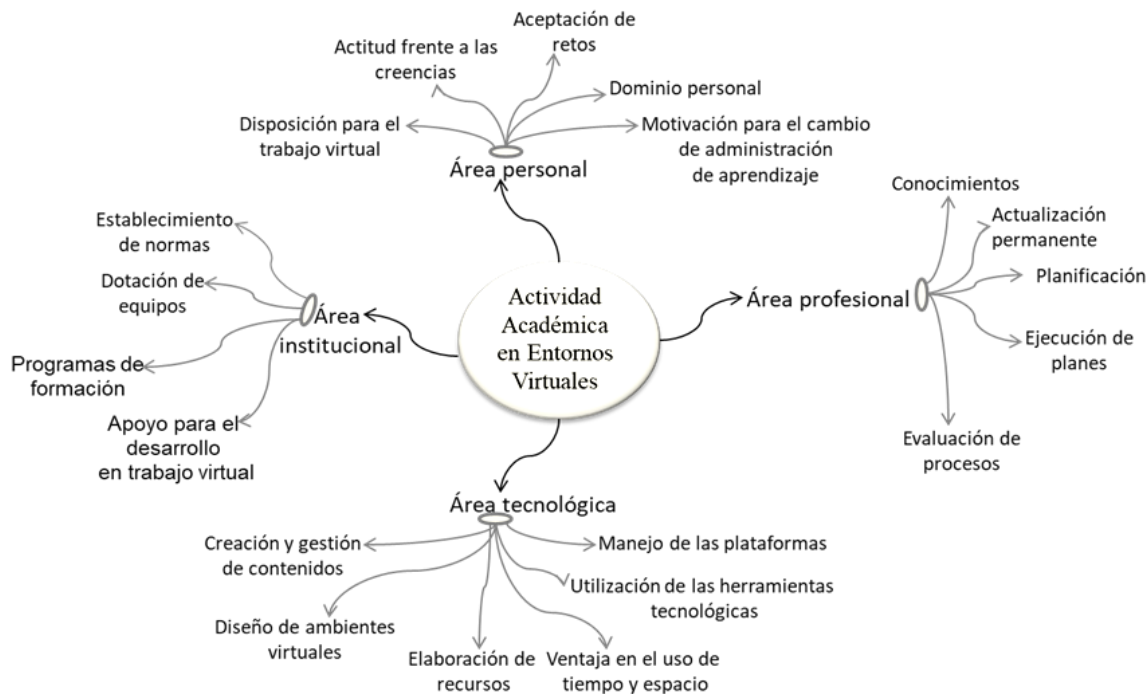 Aceptación de
retos
Actitud frente a las
creencias
Dominio personal
Disposición para el
trabajo virtual
Motivación para el cambio
de administración
de aprendizaje
Área personal
Conocimientos
Actualización
permanente
Planificación
Área profesional
Ejecución de
planes
Evaluación de
procesos
Establecimiento
de normas
Dotación de
equipos
Área
institucional
Programas de
formación
Apoyo para el
desarrollo
en trabajo virtual
Actividad
Académica
en Entornos
Virtuales
Área tecnológica
Creación y gestión
de contenidos
Manejo de las plataformas
Utilización de las herramientas
tecnológicas
Diseño de ambientes
virtuales
Elaboración de
recursos
Ventaja en el uso de
tiempo y espacio